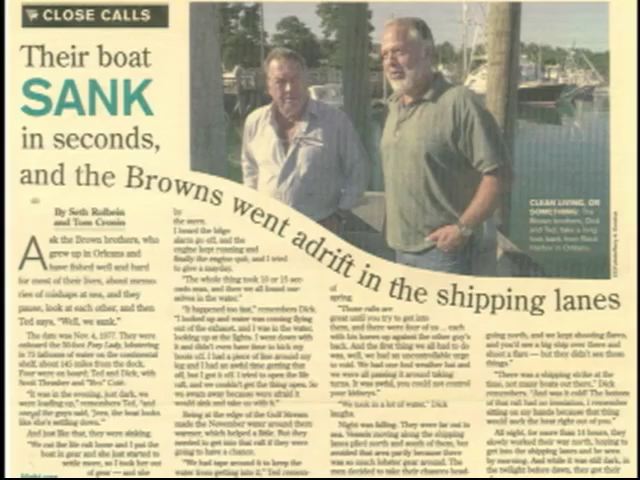 CLOSE CALLS
Their boat
SANK
in seconds,
and the Browns went adrift in the shipping lanes
By Seth Rolbein
and Tom Cronin
Ask the Brown brothers, who
grew up in Orleans and
have fished well and hard
for most of their lives, about memo-
ries of mishaps at sea, and they
pause, look at each other, and then
Ted says, "Well, we sank."
The date was Nov. 4, 1977. They were
onboard the
in 75 fathoms of water on the continental
shelf, about 145 miles from the dock.
Four were on board; Ted and Dick, with
Scott
"It was in the evening, just dark, we
were loading up," remembers Ted, "and
the guys said, 'Jeez, the boat looks
like she's settling down.'"
And just like that, they were sinking.
boat in gear and she just started to
settle more, so I took her out
of gear — and she
by
the stern.
I heard the bilge
alarm go off, and the
engine kept running and
finally the engine quit, and I tried
to give a mayday.
"The whole thing took 10 or 15 sec-
onds max, and then we all found our-
selves in the water."
"It happened too fast," remembers Dick.
"I looked up and water was coming flying
out of the exhaust, and I was in the water,
looking up at the lights. I went down with
it and didn't even have time to kick my
boots off. I had a piece of line around my
leg and I had an awful time getting that
off, but I got it off. I tried to open the life
raft, and we couldn't get the thing open. So
we swam away because were afraid it
would sink and take us with it."
Being at the edge of the Gulf Stream
made the November water around them
warmer, which helped a little. But they
needed to get into that raft if they were
going to have a chance.
"We had tape around it to keep the
water from getting into it," Ted
of
spring.
"Those rafts are
great until you try to get into
them, and there were four of us ... each
with his knees up against the other guy's
back. And the first thing we all had to do
was, well, we had an uncontrollable urge
to void. We had one
we were all passing it around taking
turns. It was awful, you could not control
your kidneys."
"We took in a lot of water," Dick
laughs.
Night was falling. They were far out in
sea. Vessels moving along the shipping
lanes plied north and south of them, but
avoided that area partly because there
was so much lobster gear around. The
men decided to take their chances
going north, and we kept shooting flares,
and you'd see a big ship over there and
shoot a flare — but they didn't see those
things."
"There was a shipping strike at the
time, not many boats out there," Dick
remembers. "And was it cold! The bottom
of that raft had no insulation, I remember
sitting on my hands because that thing
would suck the heat right out of you."
All night, for more than 14 hours, they
slowly worked their way north, hoping to
get into the shipping lanes and be seen
by morning. And while it was still dark, in
the twilight before dawn, they got their
CLEAN LIVING, OR
SOMETHING: The
Brown brothers, Dick
and Ted, take a long
look back from Rock
Harbor in Orleans.